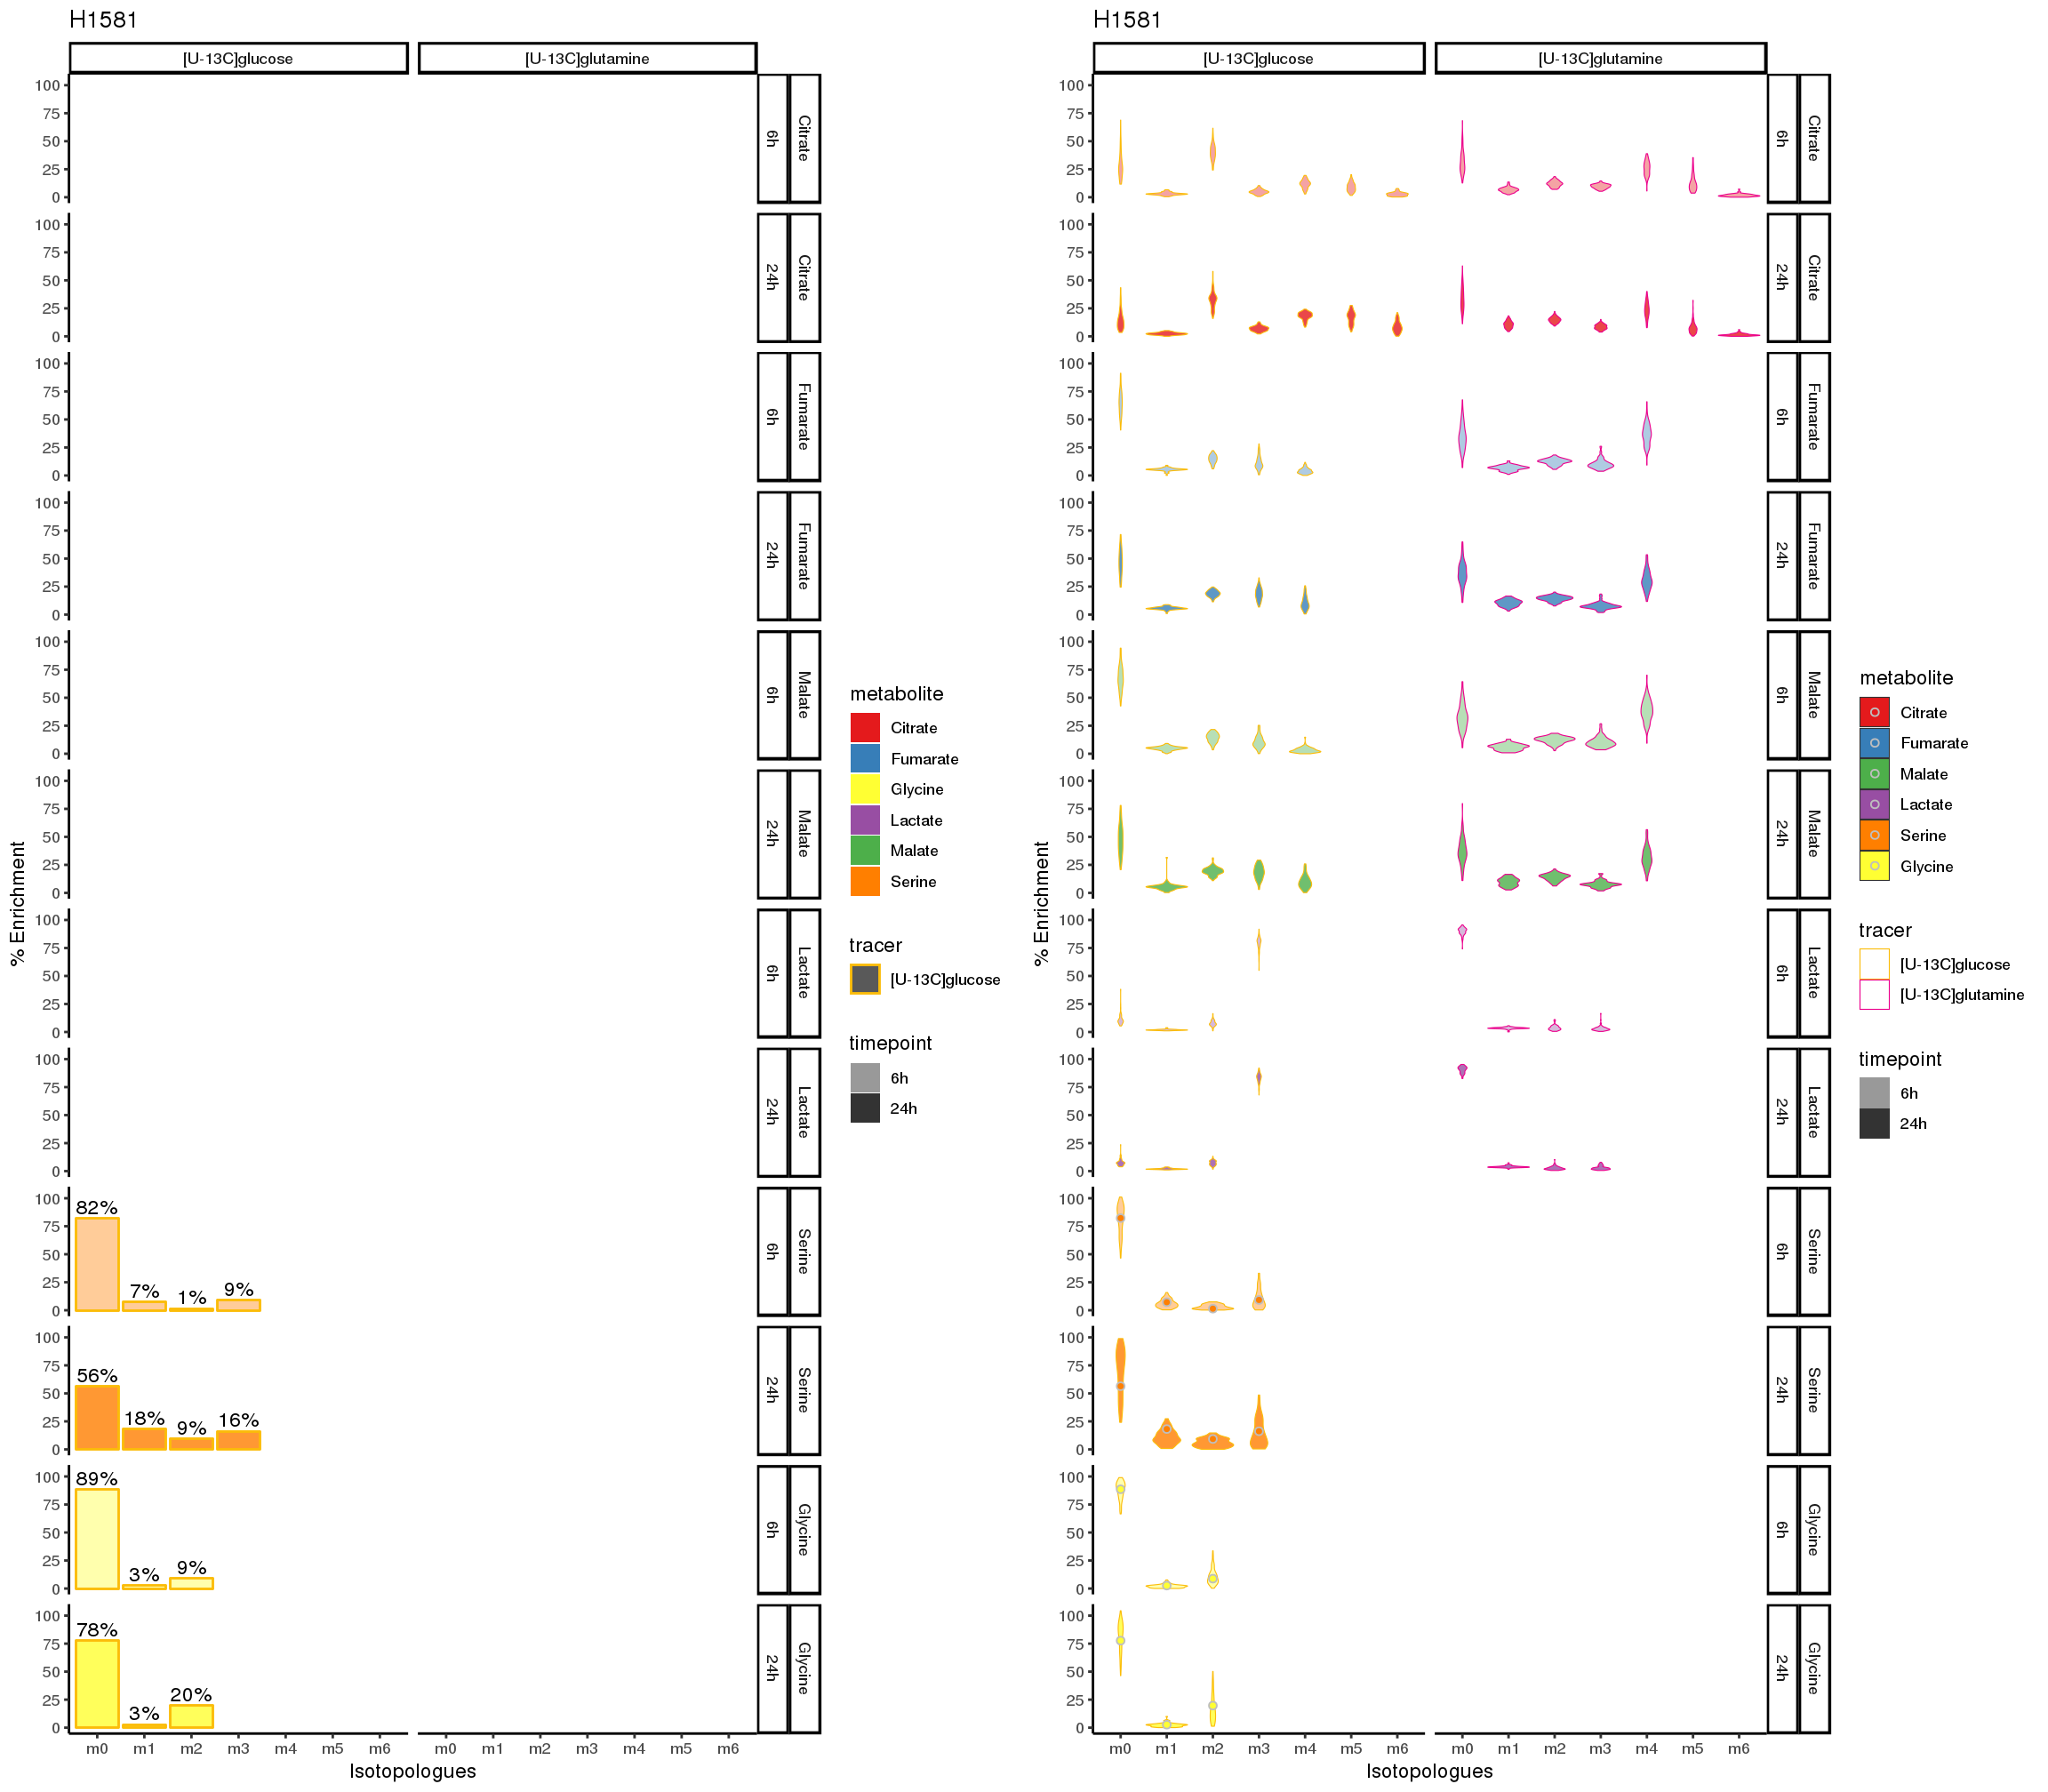 H1581
[U-13C]glucose
[U-13C]glutamine
100
75
50
25
0
6h
Citrate
100
75
50
25
0
24h
Citrate
100
75
50
25
0
6h
Fumarate
100
75
50
25
0
24h
Fumarate
100
75
50
25
0
6h
Malate
100
75
50
25
0
24h
Malate
100
75
50
25
0
6h
Lactate
100
75
50
25
0
24h
Lactate
100
75
50
25
0
82%
7%
1%
9%
6h
Serine
100
75
50
25
0
56%
18%
9%
16%
24h
Serine
100
75
50
25
0
89%
3%
9%
6h
Glycine
100
75
50
25
0
78%
3%
20%
24h
Glycine
m0 m1 m2 m3 m4 m5 m6
m0 m1 m2 m3 m4 m5 m6
Isotopologues
% Enrichment
metabolite
Citrate
Fumarate
Glycine
Lactate
Malate
Serine
tracer
[U-13C]glucose
timepoint
6h
24h
H1581
[U-13C]glucose
[U-13C]glutamine
100
75
50
25
0
6h
Citrate
100
75
50
25
0
24h
Citrate
100
75
50
25
0
6h
Fumarate
100
75
50
25
0
24h
Fumarate
100
75
50
25
0
6h
Malate
100
75
50
25
0
24h
Malate
100
75
50
25
0
6h
Lactate
100
75
50
25
0
24h
Lactate
100
75
50
25
0
6h
Serine
100
75
50
25
0
24h
Serine
100
75
50
25
0
6h
Glycine
100
75
50
25
0
24h
Glycine
m0 m1 m2 m3 m4 m5 m6
m0 m1 m2 m3 m4 m5 m6
Isotopologues
% Enrichment
metabolite
Citrate
Fumarate
Malate
Lactate
Serine
Glycine
tracer
[U-13C]glucose
[U-13C]glutamine
timepoint
6h
24h